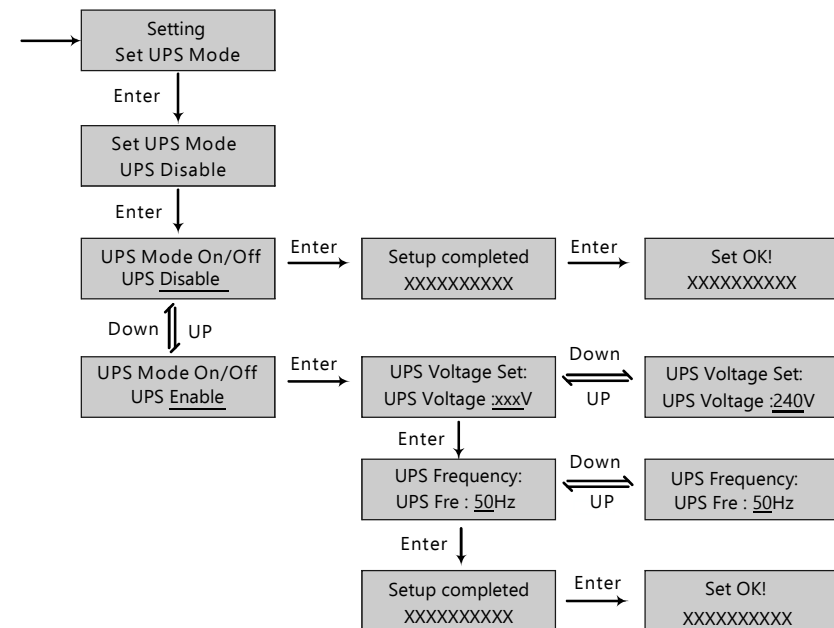 Setting
Set UPS Mode
Enter
Set UPS Mode
UPS Disable
Enter
UPS Mode On/Off
UPS Disable
Enter
Setup completed
XXXXXXXXXX
Enter
Set OK!
XXXXXXXXXX
Down
UP
UPS Mode On/Off
UPS Enable
Enter
UPS Voltage Set:
UPS Voltage :xxxV
Down
UP
UPS Voltage Set:
UPS Voltage :240V
Enter
UPS Frequency:
UPS Fre : 50Hz
Down
UP
UPS Frequency:
UPS Fre : 50Hz
Enter
Setup completed
XXXXXXXXXX
Enter
Set OK!
XXXXXXXXXX